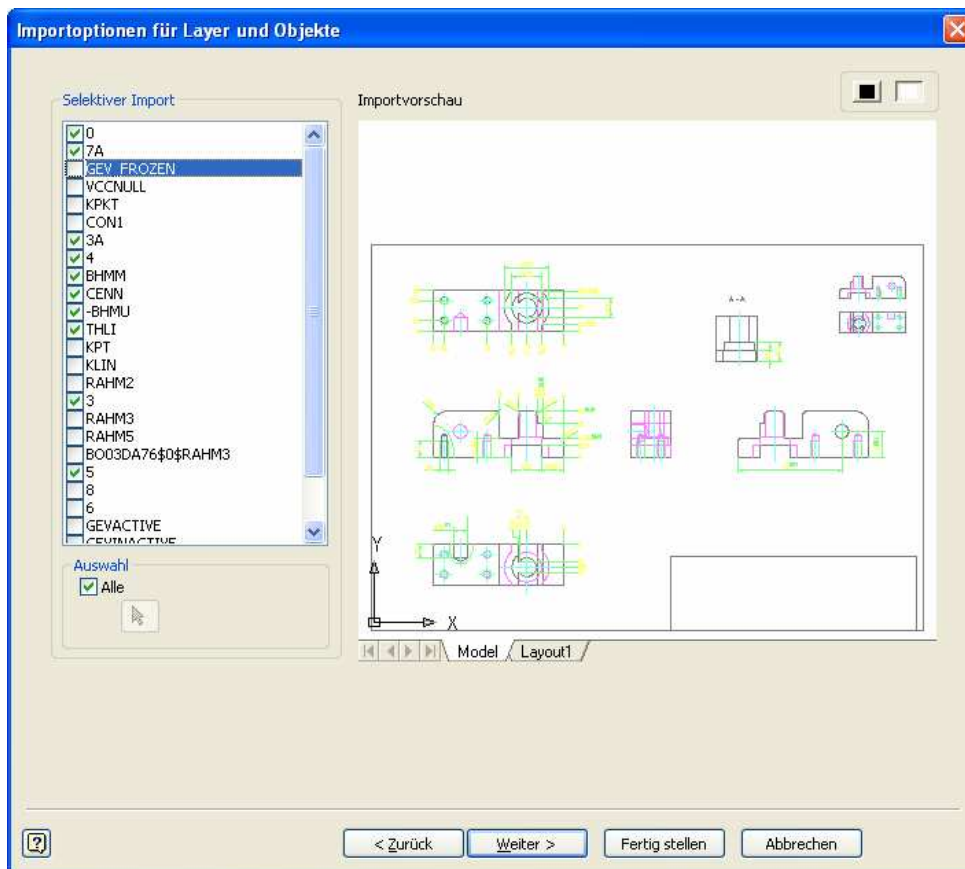 Importoptionen für Layer und Objekte
Selektiver Import
0
7A
GEV_FROZEN
VCCNULL
KPKT
CON1
3A
4
BHMM
CENN
-BHMU
THLI
KPT
KLIN
RAHM2
3
RAHM3
RAHM5
BO03DA76$0$RAHM3
5
8
6
GEVACTIVE
GEVINACTIVE
Auswahl
Alle
Importvorschau
A-A
Y
X
Model
Layout1
?
< Zurück
Weiter >
Fertig stellen
Abbrechen